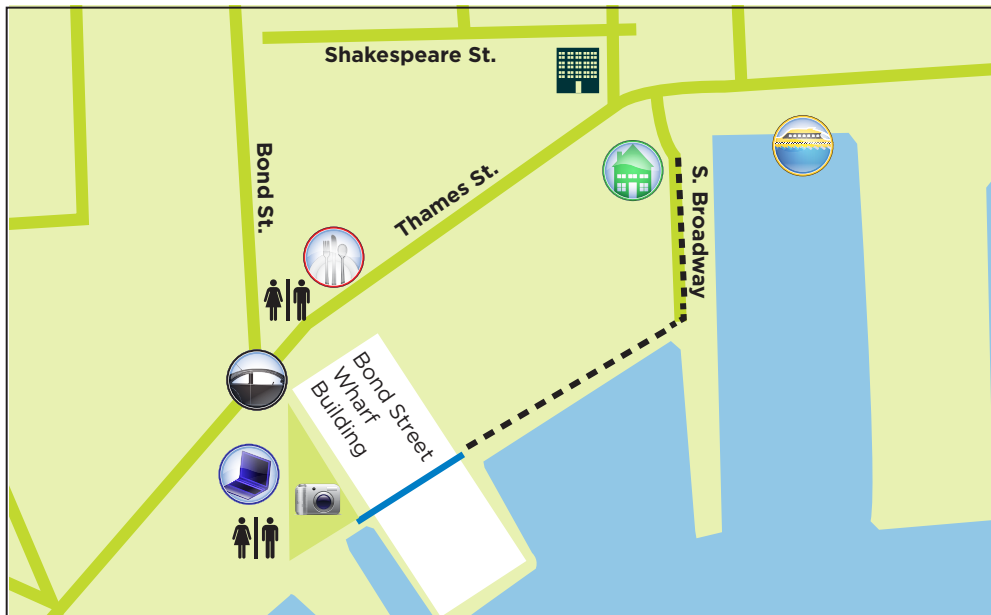 Shakespeare St.
Bond St.
Thames St.
S. Broadway
Bond Street
Wharf
Building